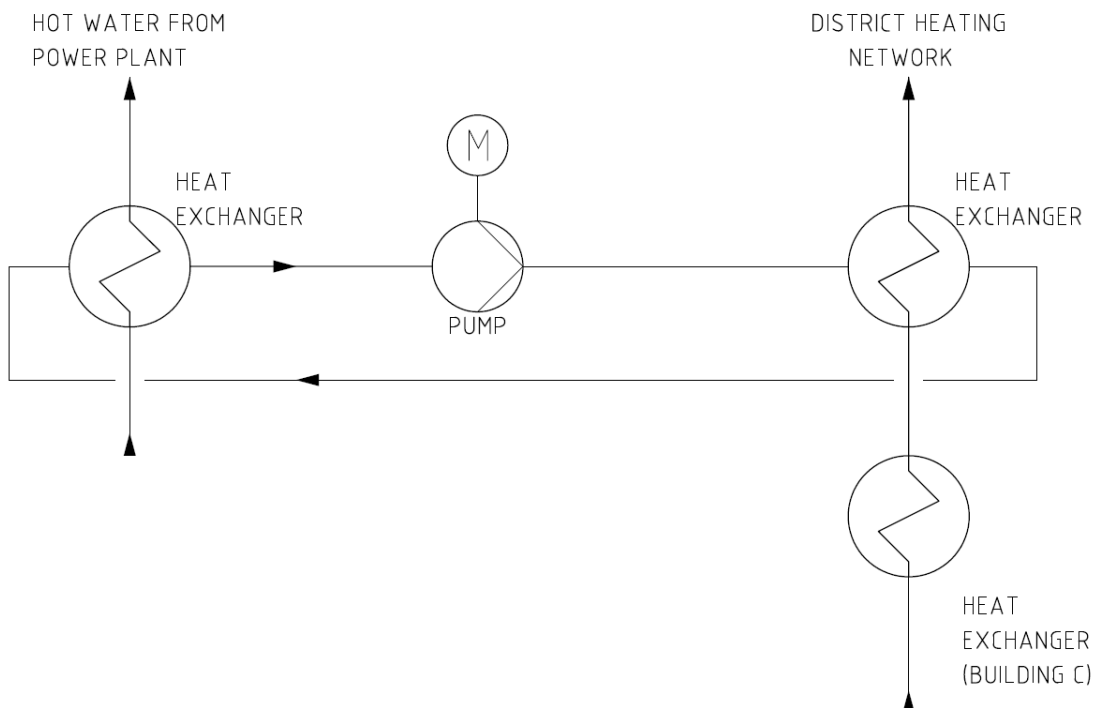 HOT WATER FROM
POWER PLANT
DISTRICT HEATING
NETWORK
M
HEAT
EXCHANGER
HEAT
EXCHANGER
PUMP
HEAT
EXCHANGER
(BUILDING C)